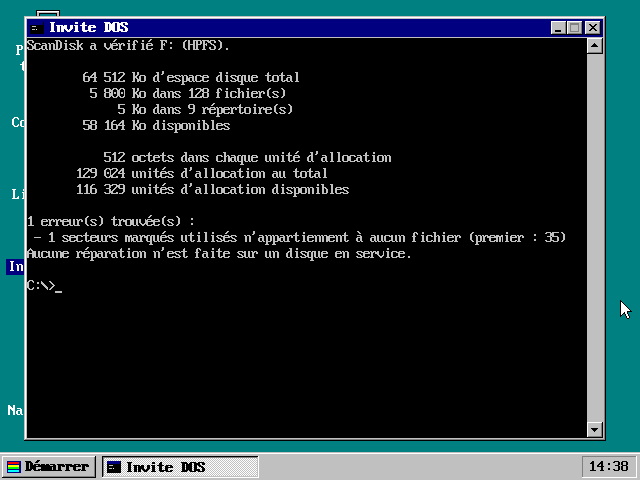 Invite DOS
ScanDisk a vérifié F: (HPFS).
64 512 Ko d'espace disque total
5 800 Ko dans 128 fichier(s)
5 Ko dans 9 répertoire(s)
58 164 Ko disponibles
512 octets dans chaque unité d'allocation
129 024 unités d'allocation au total
116 329 unités d'allocation disponibles
1 erreur(s) trouvée(s) :
- 1 secteurs marqués utilisés n'appartiennent à aucun fichier (premier : 35)
Aucune réparation n'est faite sur un disque en service.
C:\>_
Démarrer
Invite DOS
14:38